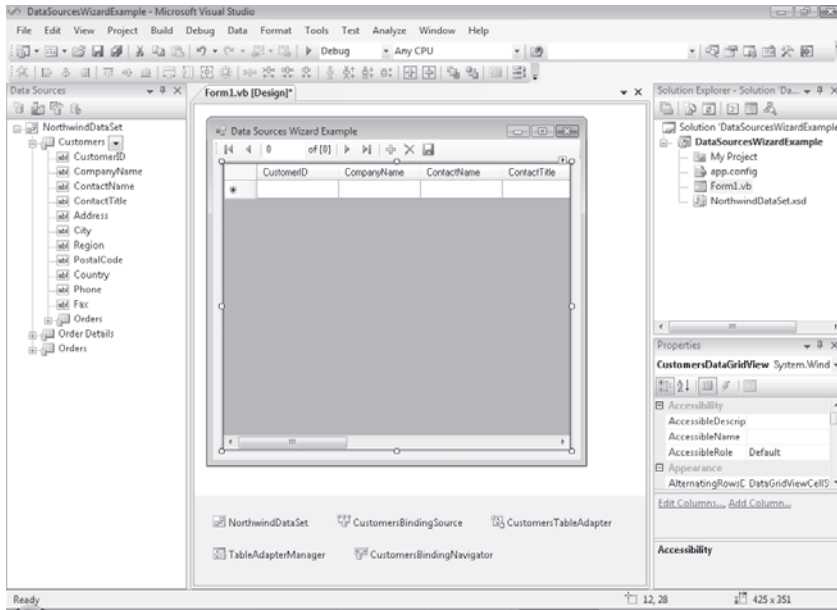 DataSourcesWizardExample - Microsoft Visual Studio
File Edit View Project Build Debug Data Format Tools Test Analyze Window Help
Debug Any CPU
Data Sources
NorthwindDataSet
Customers
CustomerID
CompanyName
ContactName
ContactTitle
Address
City
Region
PostalCode
Country
Phone
Fax
Orders
Order Details
Orders
Form1.vb [Design]*
Data Sources Wizard Example
0 of {0}
CustomerID CompanyName ContactName ContactTitle
NorthwindDataSet CustomersBindingSource CustomersTableAdapter
TableAdapterManager CustomersBindingNavigator
Solution Explorer - Solution 'Da...
Solution 'DataSourcesWizardExample
DataSourcesWizardExample
My Project
app.config
Form1.vb
NorthwindDataSet.xsd
Properties
CustomersDataGridView System.Wind
Accessibility
AccessibleDescrip
AccessibleName
AccessibleRole Default
Appearance
AlternatingRowsD DataGridViewCellS
Edit Columns..., Add Column...
Accessibility
Ready 12, 28 425 x 351